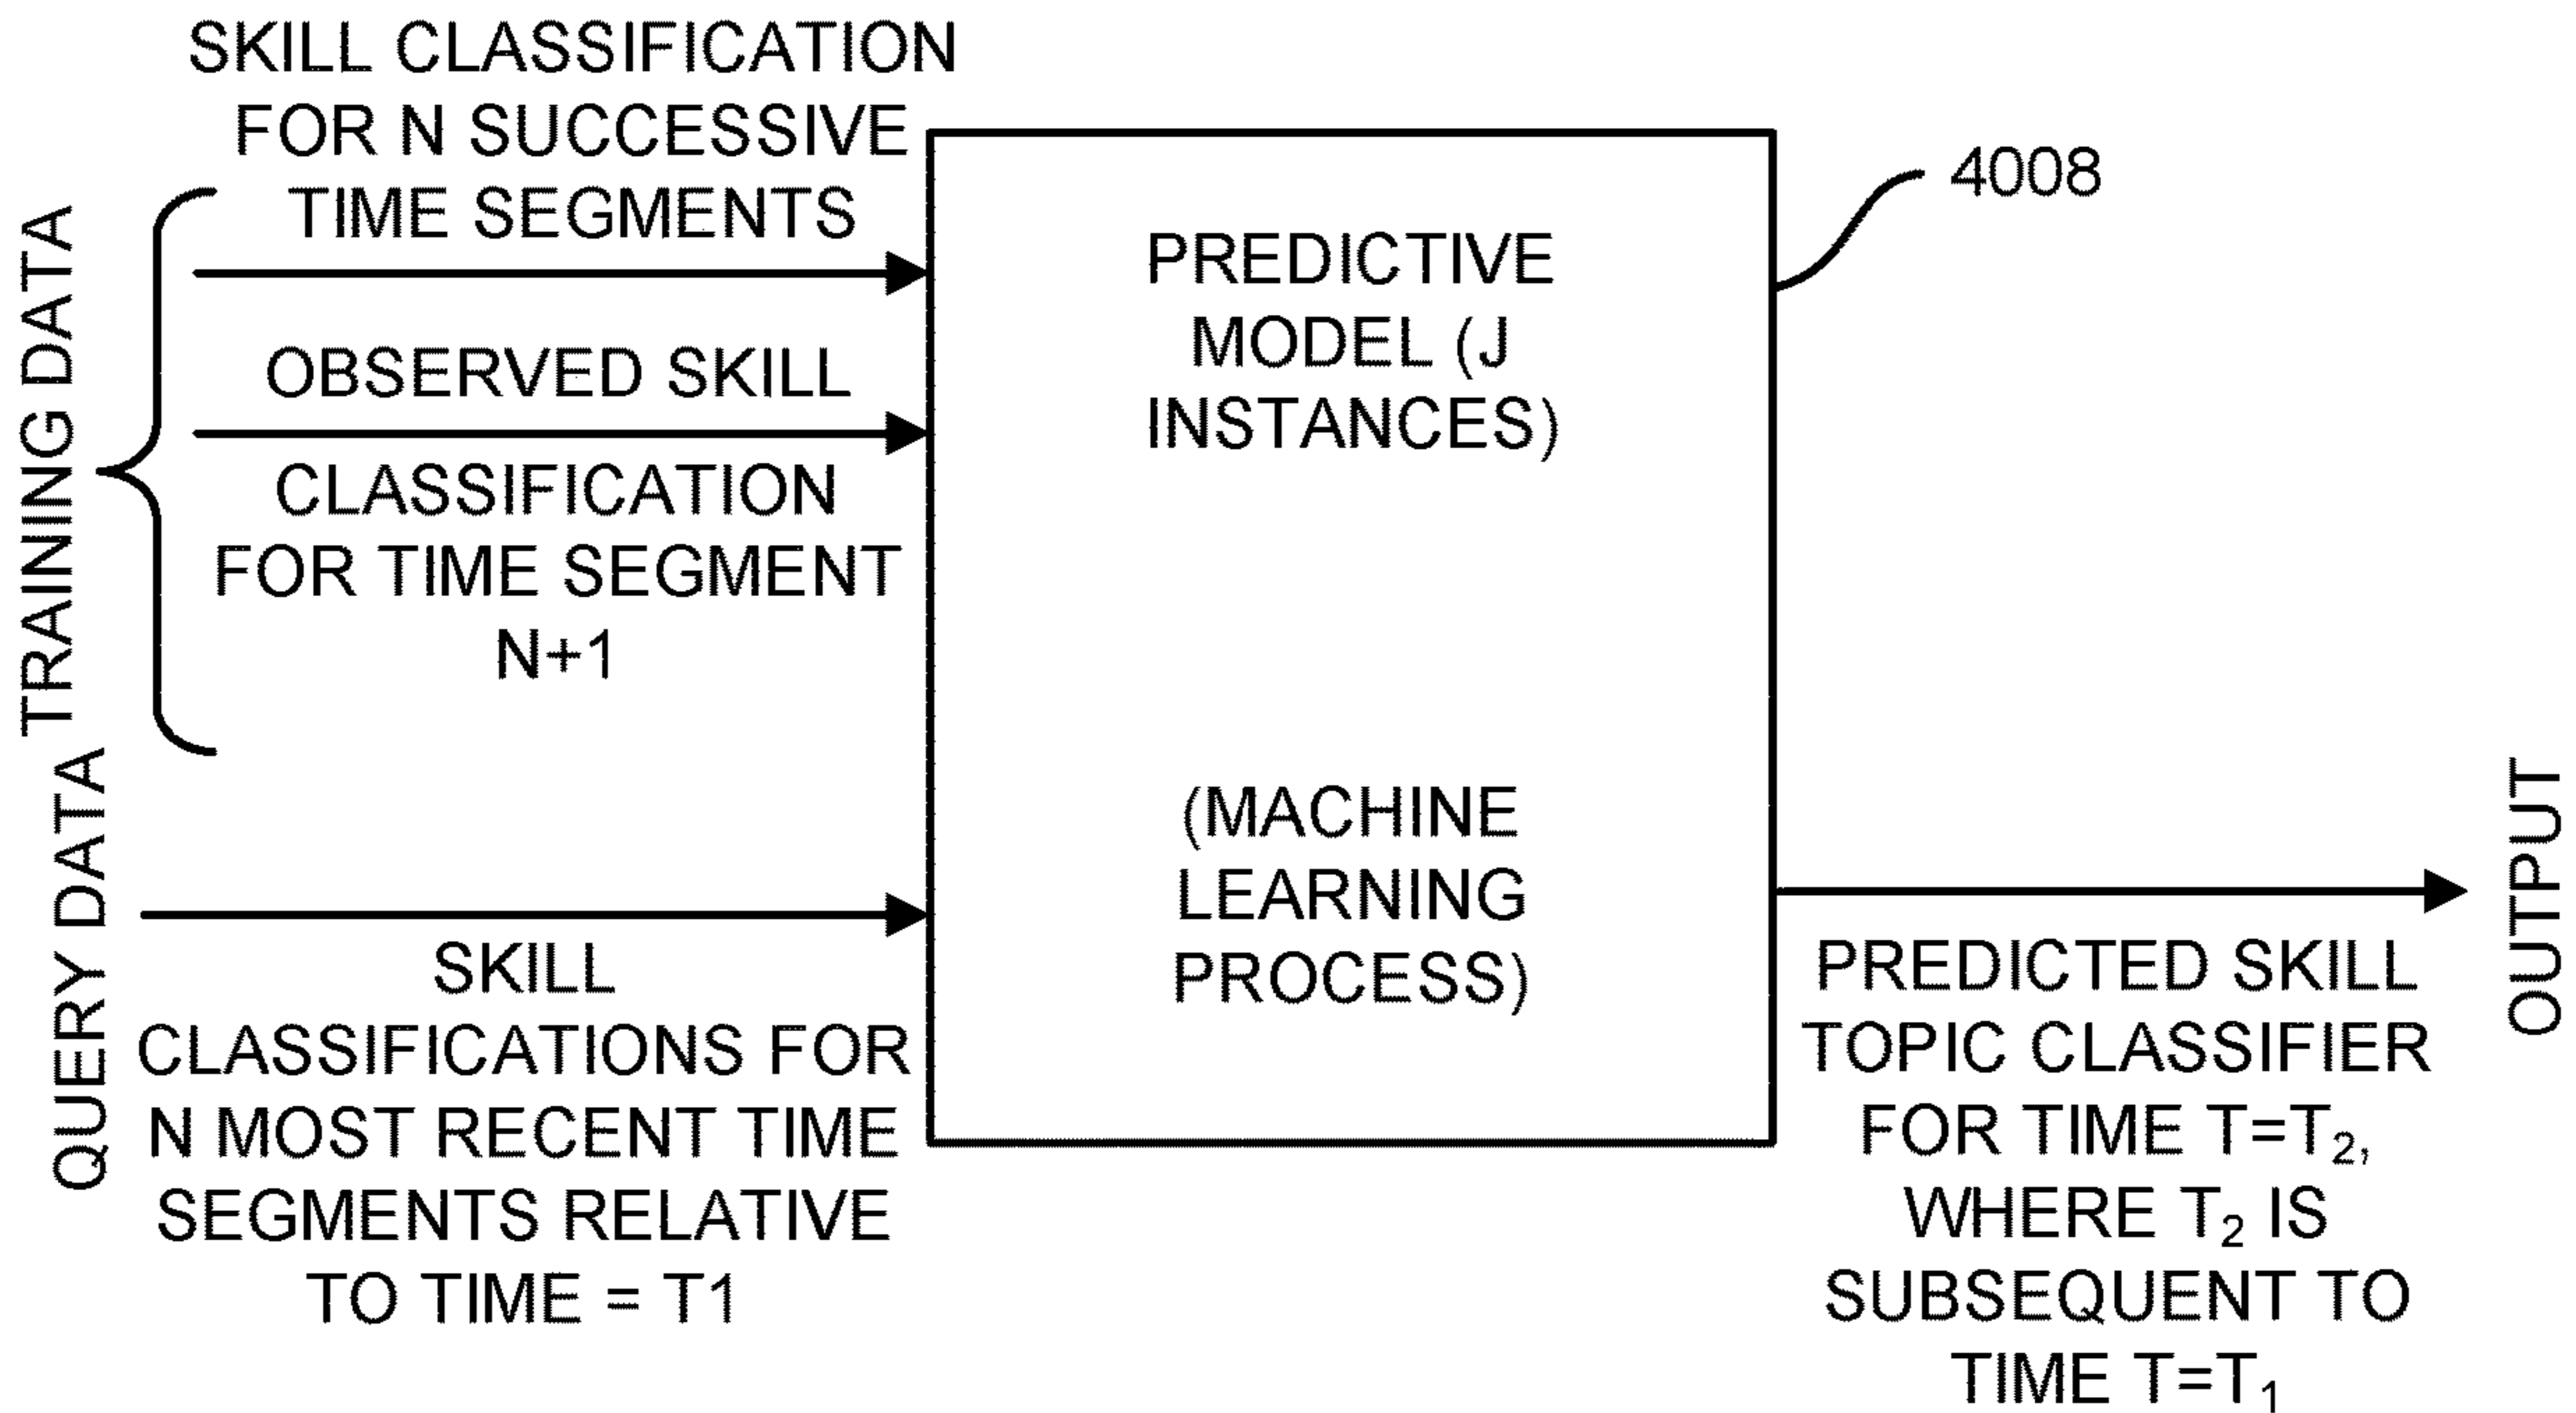 SKILL CLASSIFICATION
FOR N SUCCESSIVE
TIME SEGMENTS
TRAINING DATA
OBSERVED SKILL
CLASSIFICATION
FOR TIME SEGMENT
N+1
QUERY DATA
SKILL
CLASSIFICATIONS FOR
N MOST RECENT TIME
SEGMENTS RELATIVE
TO TIME = T1
PREDICTIVE
MODEL (J
INSTANCES)
(MACHINE
LEARNING
PROCESS)
4008
PREDICTED SKILL
TOPIC CLASSIFIER
FOR TIME T=T₂,
WHERE T₂ IS
SUBSEQUENT TO
TIME T=T₁
OUTPUT